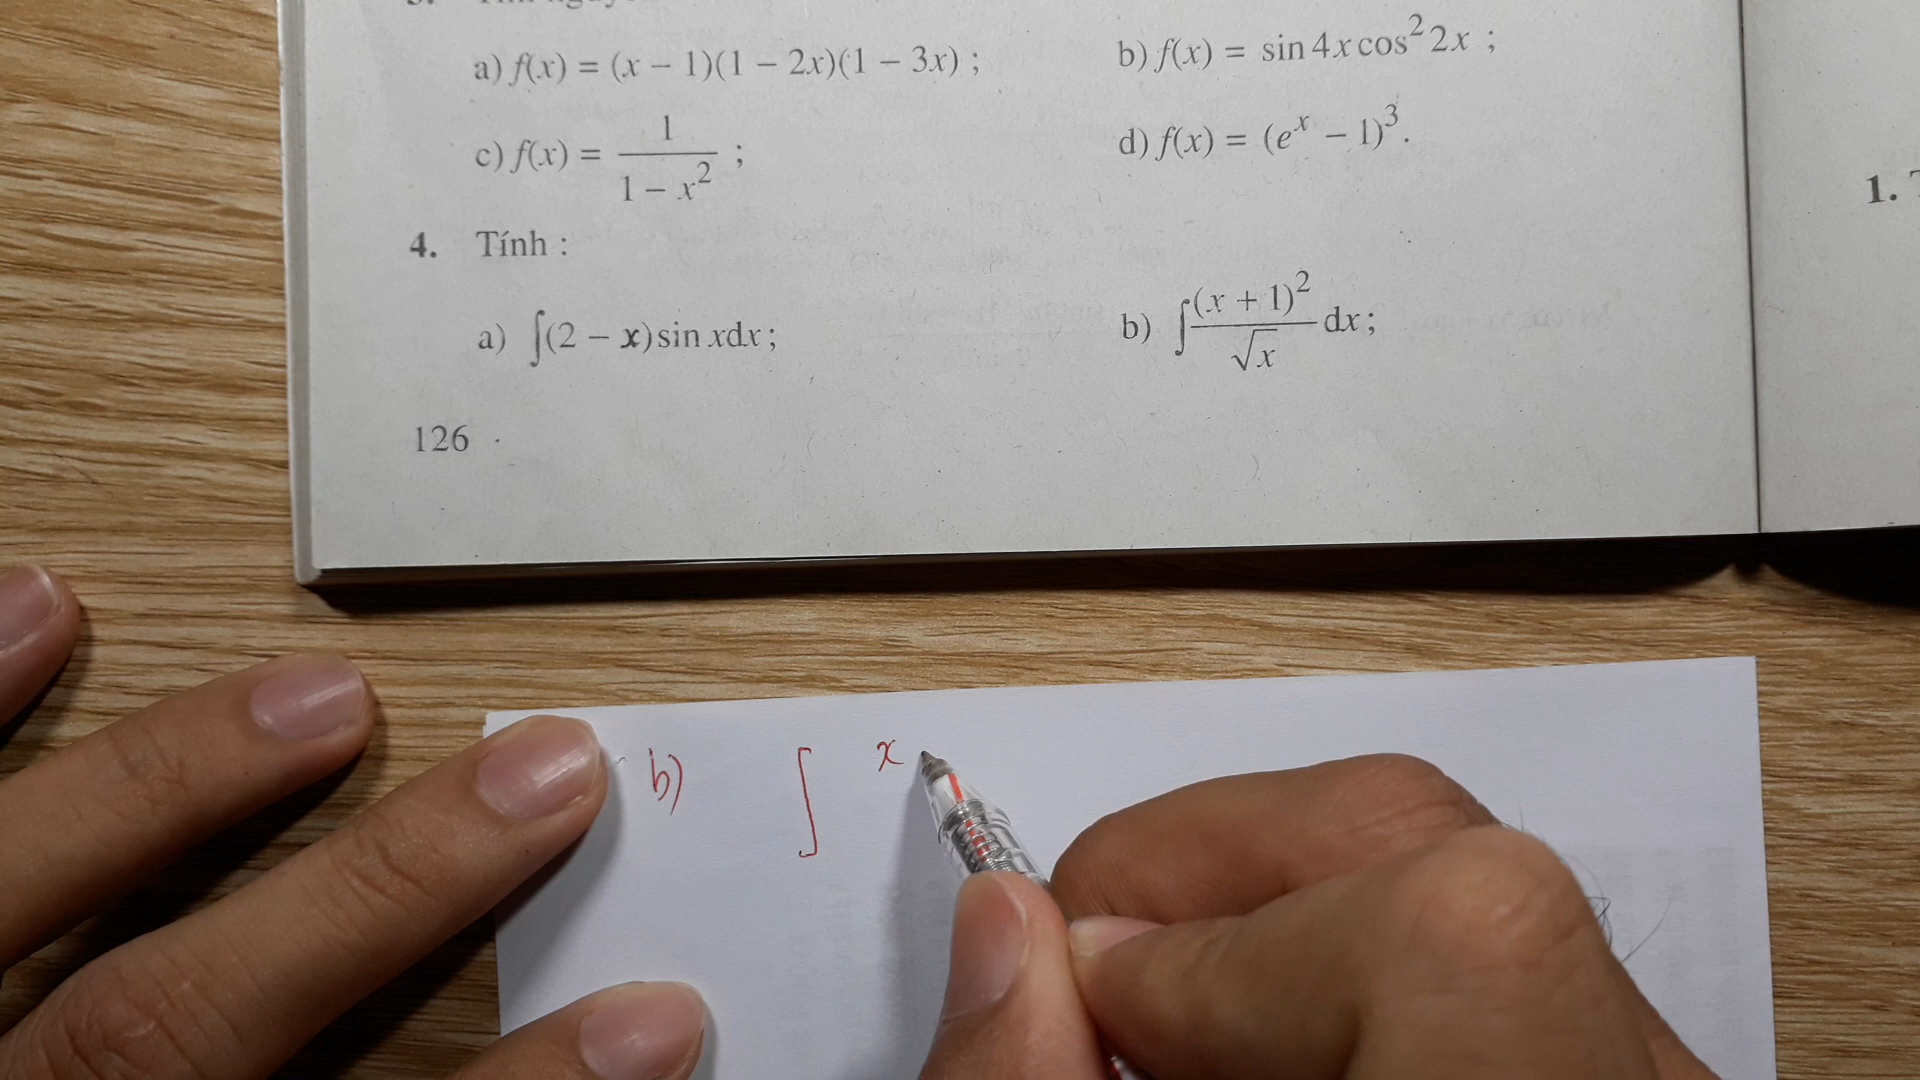 3.
a) f(x) = (x − 1)(1 − 2x)(1 − 3x) ; b) f(x) = sin 4x cos² 2x ;
c) f(x) = 1 / (1 − x²) ; d) f(x) = (eˣ − 1)³.
4. Tính :
a) ∫(2 − x) sin xdx ; b) ∫ (x + 1)² / √x dx ;
126
1.
b) ∫ x